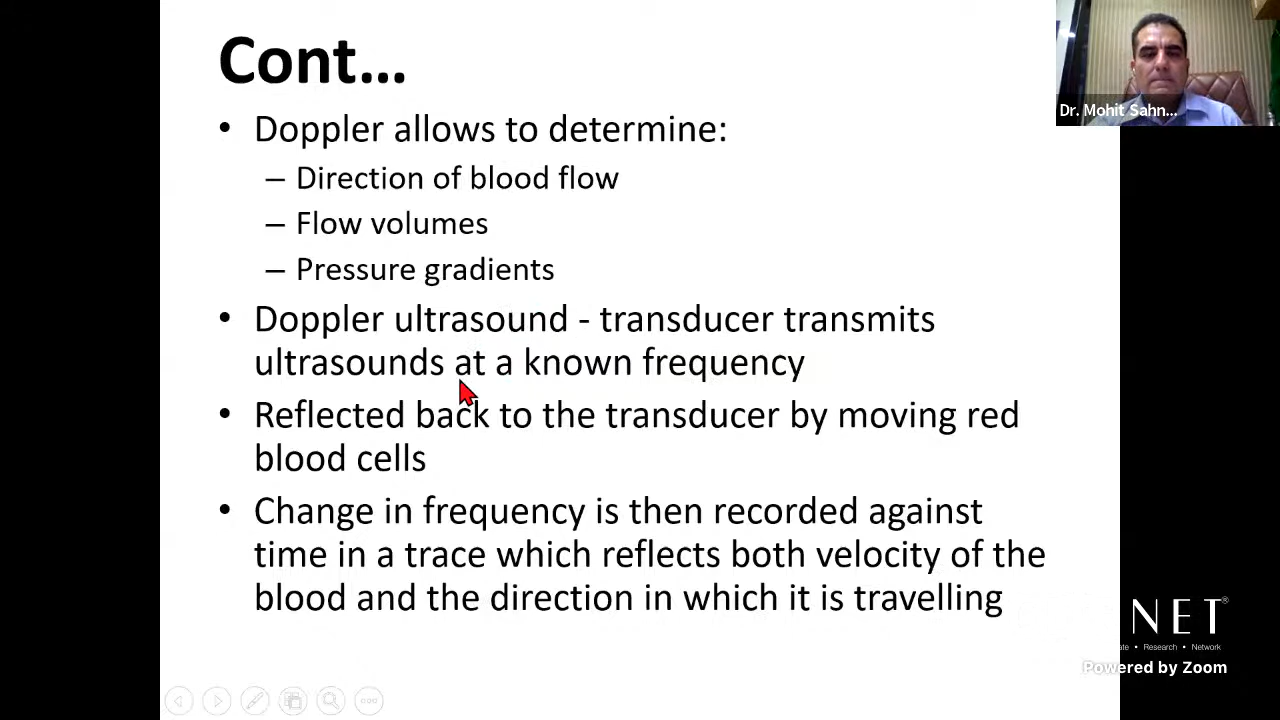 Cont...
Dr. Mohit Sahn...
• Doppler allows to determine:
– Direction of blood flow
– Flow volumes
– Pressure gradients
• Doppler ultrasound - transducer transmits
ultrasounds at a known frequency
• Reflected back to the transducer by moving red
blood cells
• Change in frequency is then recorded against
time in a trace which reflects both velocity of the
blood and the direction in which it is travelling
NET®
• Research • Network
Powered by Zoom